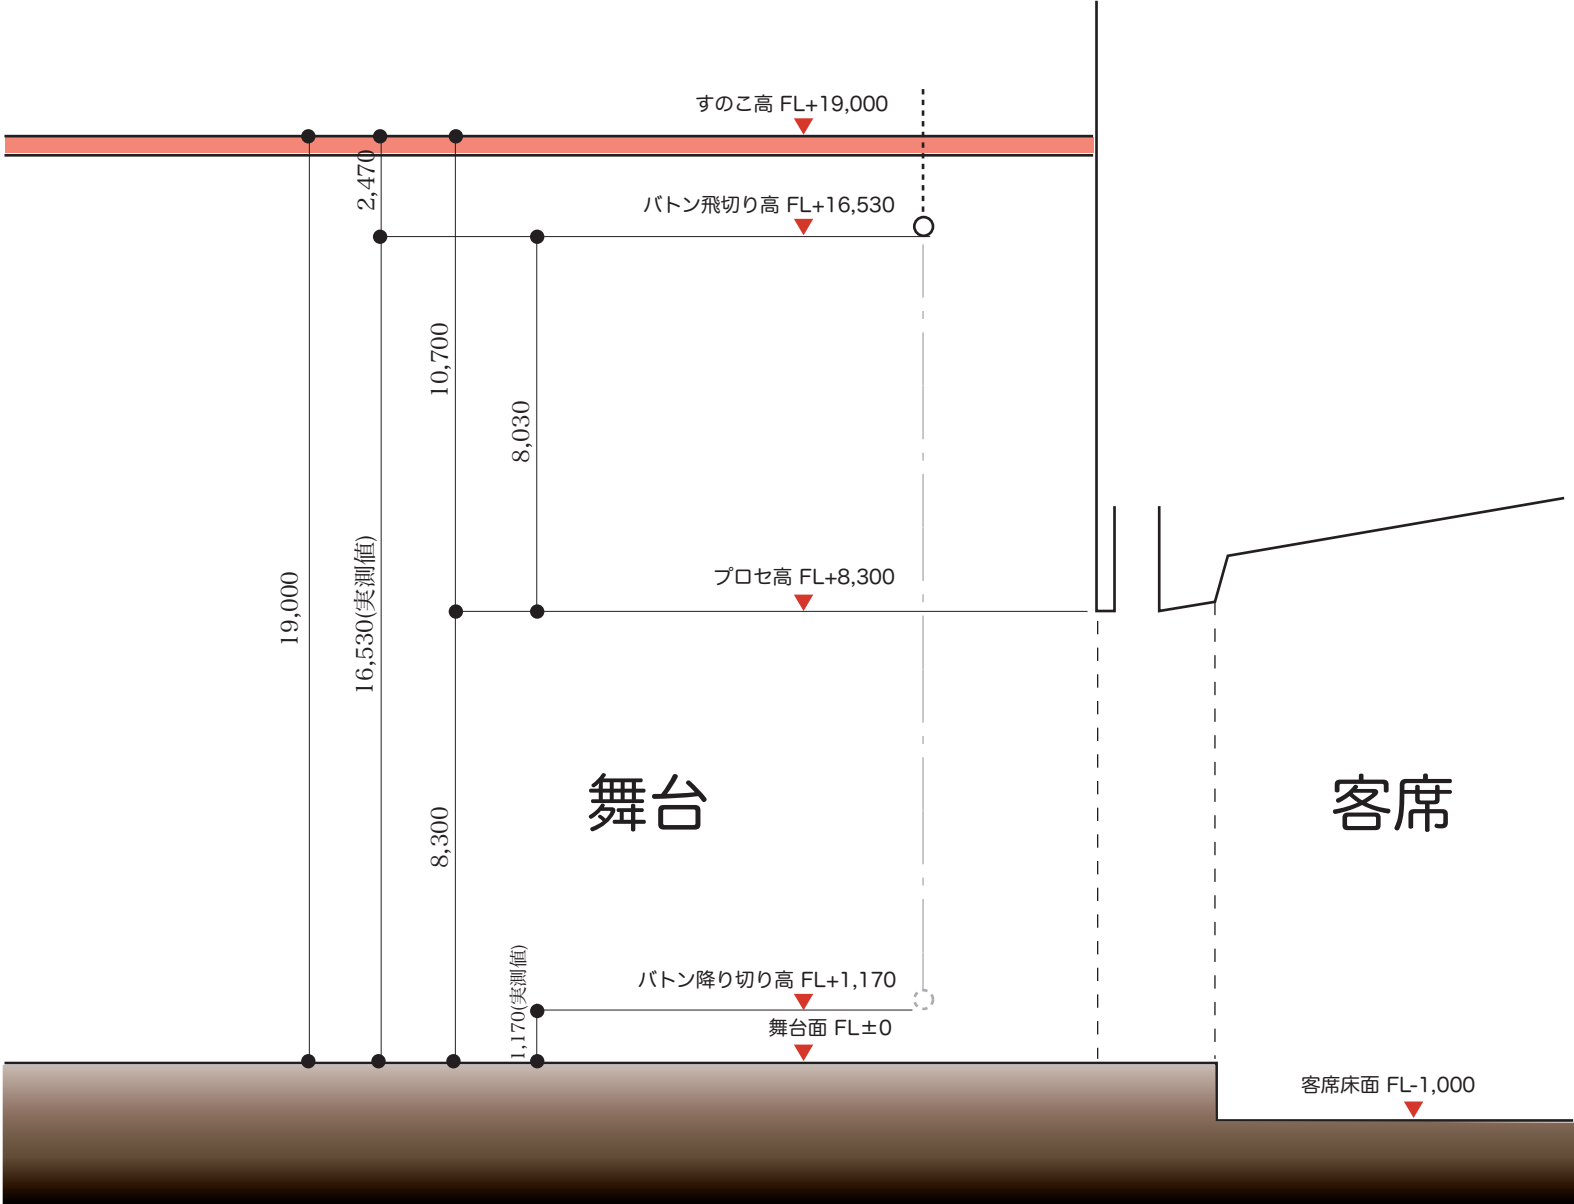 すのこ高 FL+19,000
2,470
バトン飛切り高 FL+16,530
10,700
8,030
プロセ高 FL+8,300
19,000
16,530(実測値)
舞台
客席
8,300
1,170(実測値)
バトン降り切り高 FL+1,170
舞台面 FL±0
客席床面 FL-1,000